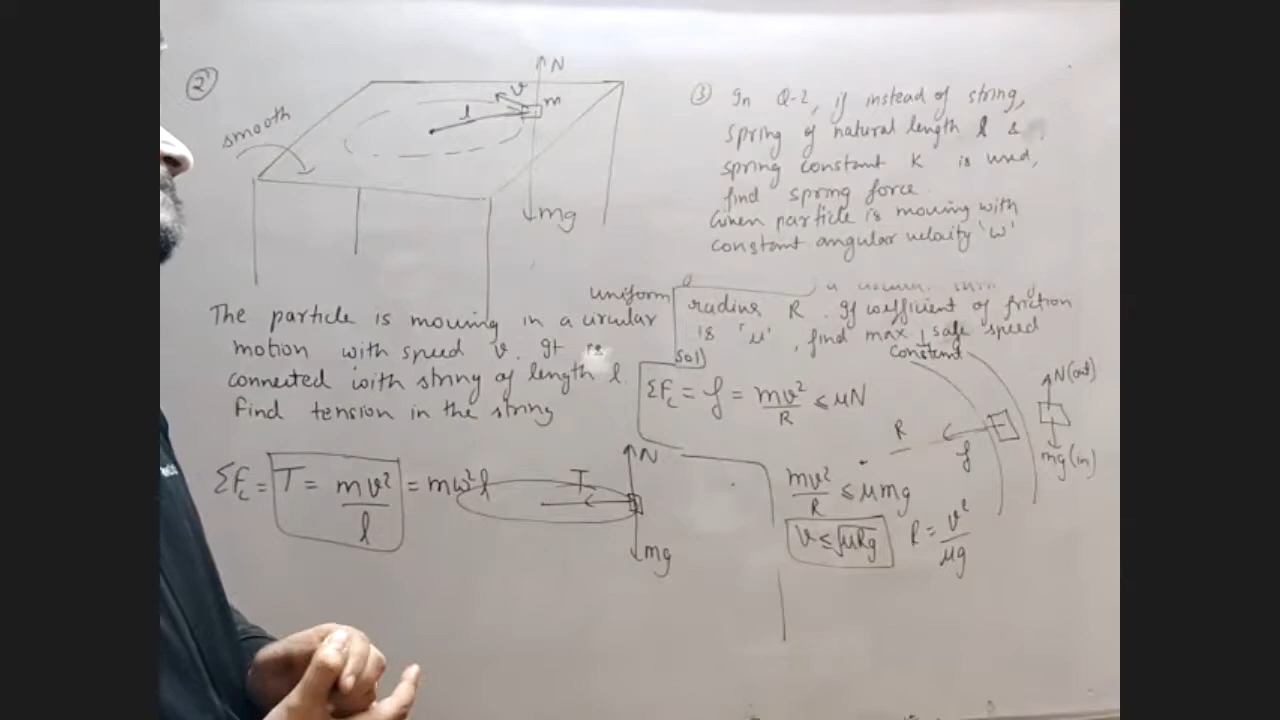 ②
N
v
m
l
smooth
mg
The particle is moving in a uniform circular
motion with speed v. It is
connected with string of length l.
Find tension in the string
ΣFc = T = mv²/l = mω²l
T
N
mg
③ In Q-2, if instead of string,
spring of natural length l &
spring constant K is used,
find spring force.
when particle is moving with
constant angular velocity 'ω'
radius R. If coefficient of friction
is 'μ', find max safe speed
constant
Sol)
ΣFc = f = mv²/R ≤ μN
mv²/R ≤ μmg
v ≤ √μRg
R = v²/μg
R
f
N(out)
mg(in)